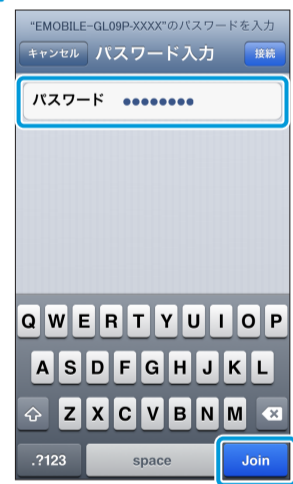 "EMOBILE-GL09P-XXXX"のパスワードを入力
キャンセル パスワード入力 接続
パスワード ●●●●●●●●
Q W E R T Y U I O P
A S D F G H J K L
Z X C V B N M
.?123 space Join